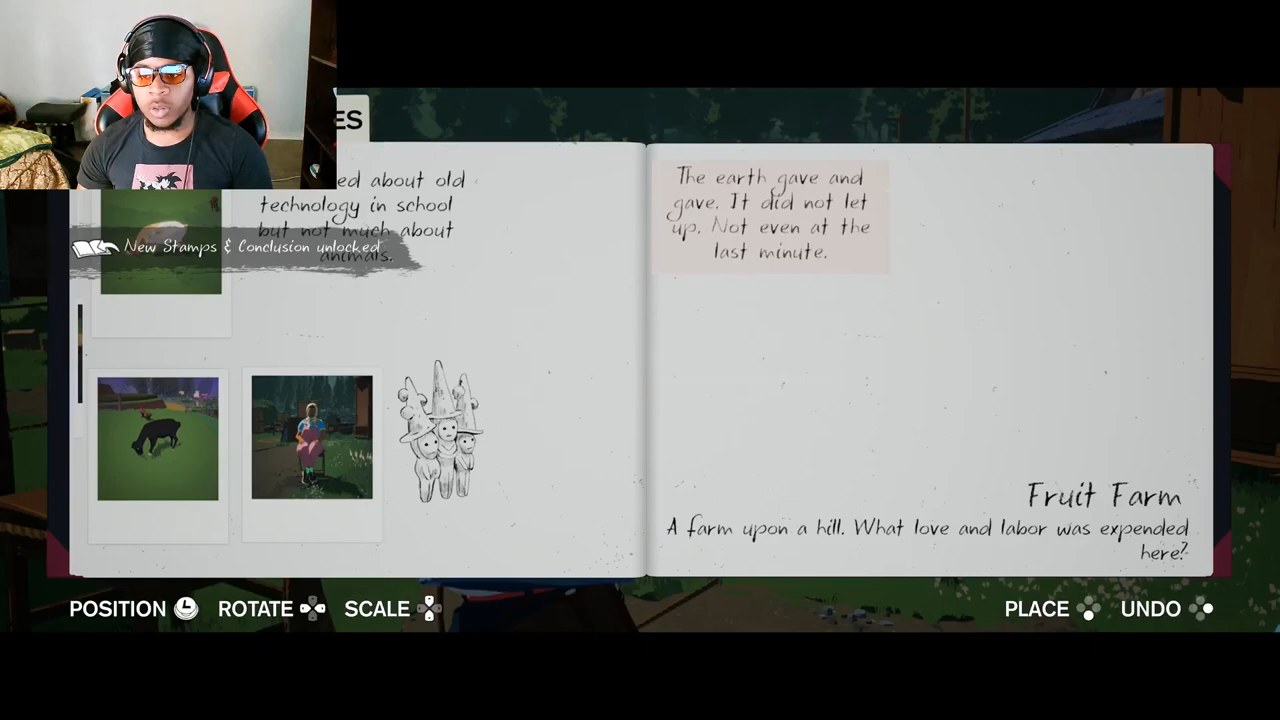 ES
ed about old
technology in school
but not much about
animals.
New Stamps & Conclusion unlocked
The earth gave and
gave. It did not let
up. Not even at the
last minute.
Fruit Farm
A farm upon a hill. What love and labor was expended
here?
POSITION ROTATE SCALE PLACE UNDO